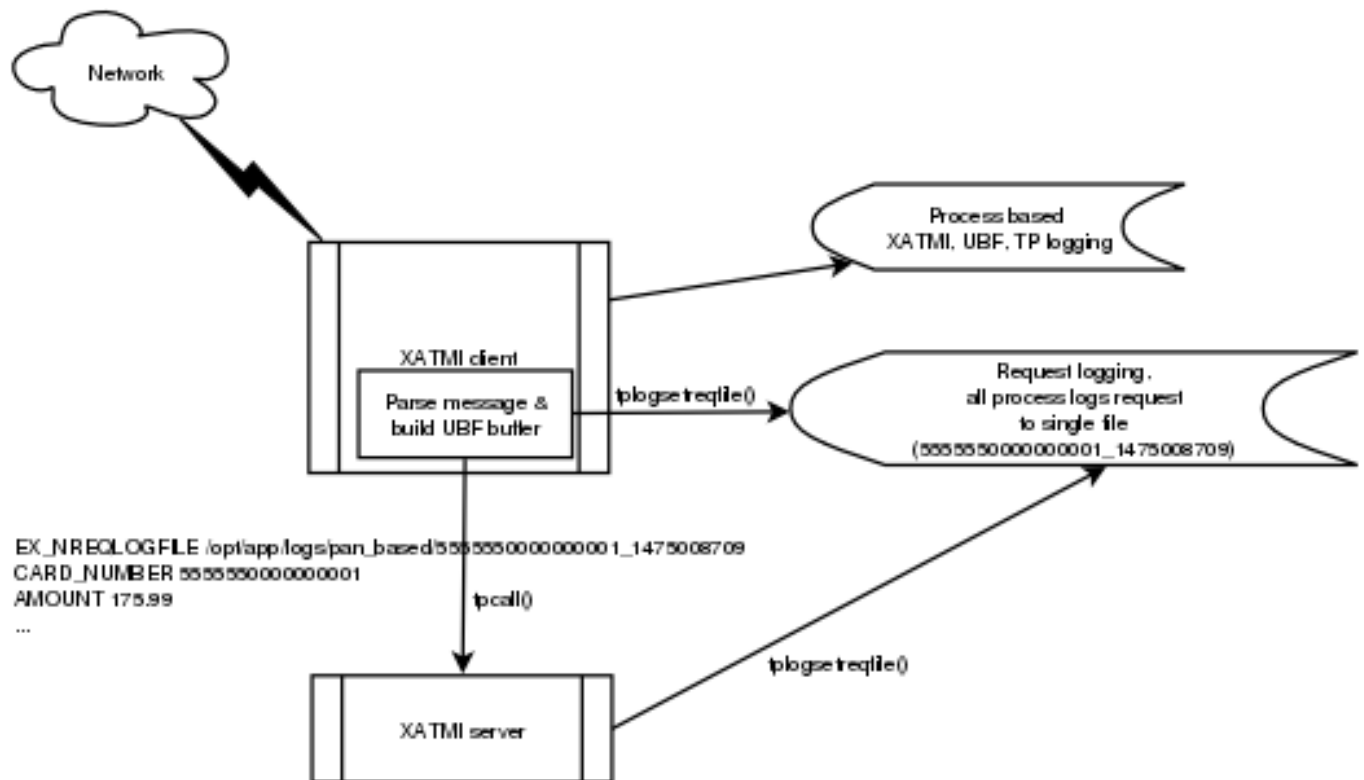 Network
Process based
XATMI, UBF, TP logging
XATMI client
Parse message &
build UBF buffer
tplogsetreqfile()
Request logging,
all process logs request
to single file
(5555550000000001_1475008709)
EX_NREQLOGFILE /opt/app/logs/pan_based/5555550000000001_1475008709
CARD_NUMBER 5555550000000001
AMOUNT 175.99
...
tpcall()
tplogsetreqfile()
XATMI server